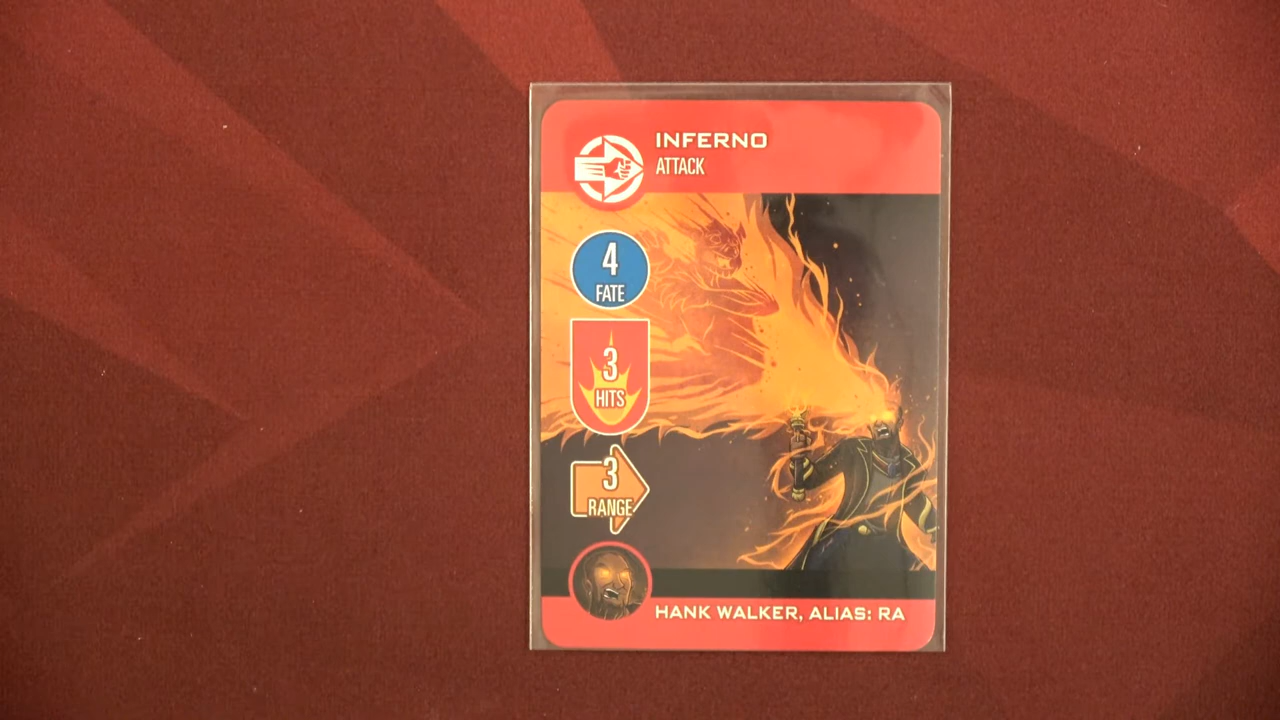 INFERNO
ATTACK
4
FATE
3
HITS
3
RANGE
HANK WALKER, ALIAS: RA